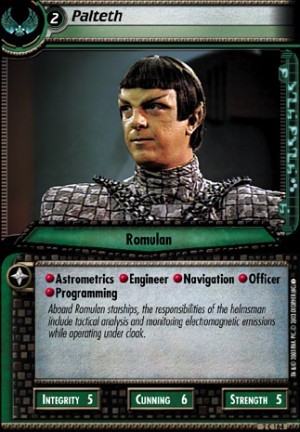 2 Palteth
Romulan
Astrometrics Engineer Navigation Officer
Programming
Aboard Romulan starships, the responsibilities of the helmsman
include tactical analysis and monitoring electromagnetic emissions
while operating under cloak.
INTEGRITY 5 CUNNING 6 STRENGTH 5